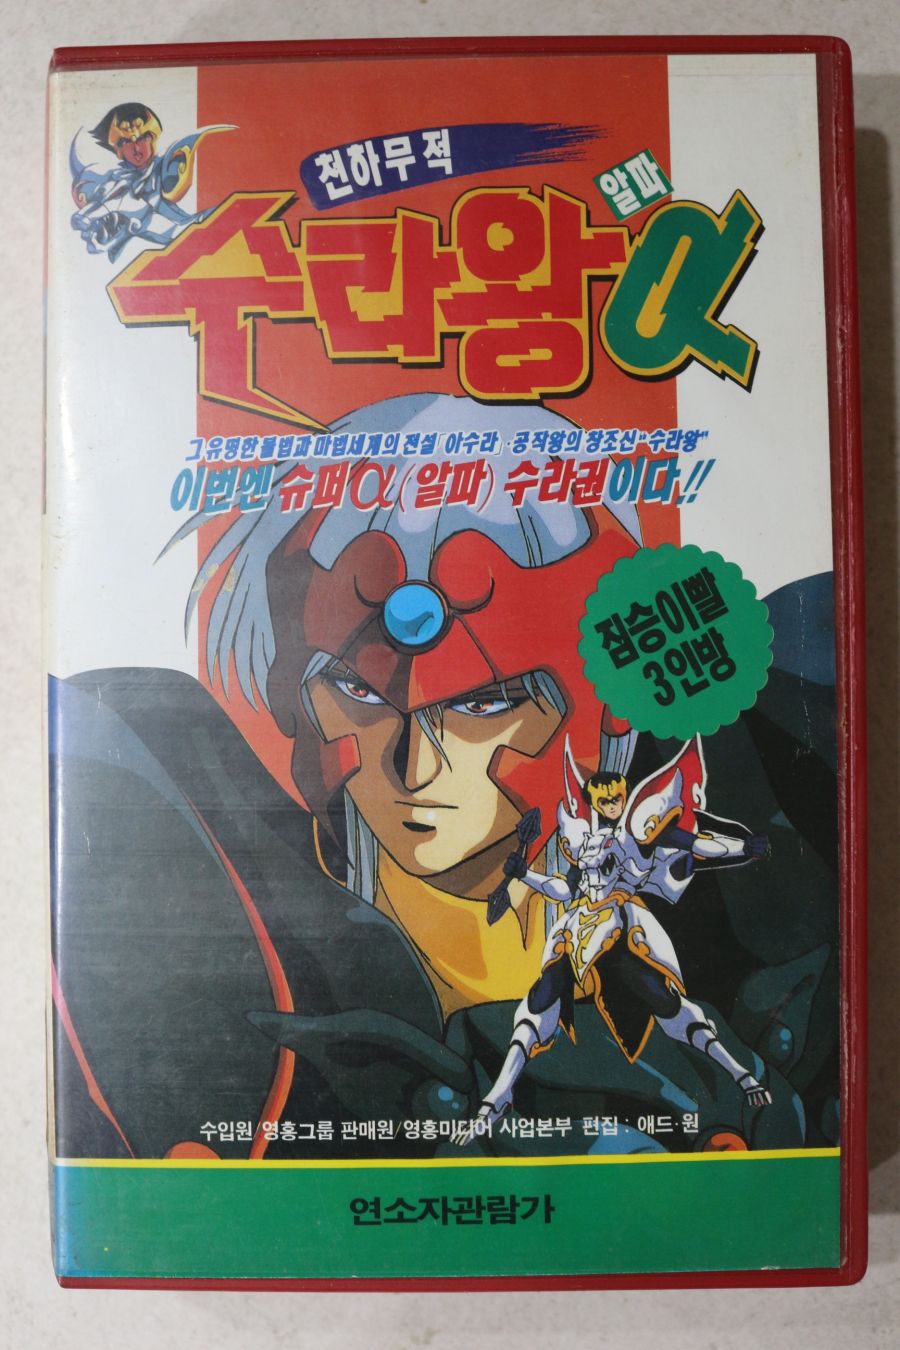 천하무적
수라왕 α
알파
그 유명한 불법과 마법세계의 전설「아수라」·공작왕의 창조신 "수라왕"
이번엔 슈퍼 α (알파) 수라권이다!!
짐승이빨
3인방
수입원/영흥그룹 판매원/영흥미디어 사업본부 편집 : 애드·원
연소자관람가